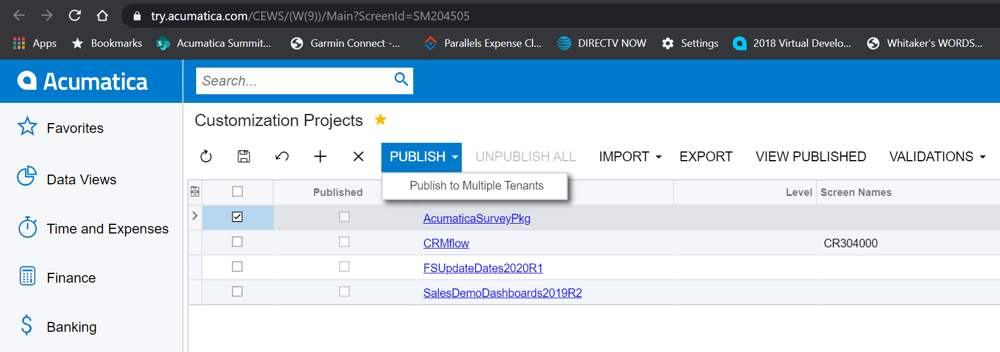 try.acumatica.com/CEWS/(W(9))/Main?ScreenId=SM204505
Apps Bookmarks Acumatica Summit... Garmin Connect -... Parallels Expense Cl... DIRECTV NOW Settings 2018 Virtual Develo... Whitaker's WORDS...
Acumatica Search...
Customization Projects
Favorites
PUBLISH UNPUBLISH ALL IMPORT EXPORT VIEW PUBLISHED VALIDATIONS
Publish to Multiple Tenants
Published Level Screen Names
Data Views
AcumaticaSurveyPkg
Time and Expenses
CRMflow CR304000
FSUpdateDates2020R1
Finance
SalesDemoDashboards2019R2
Banking